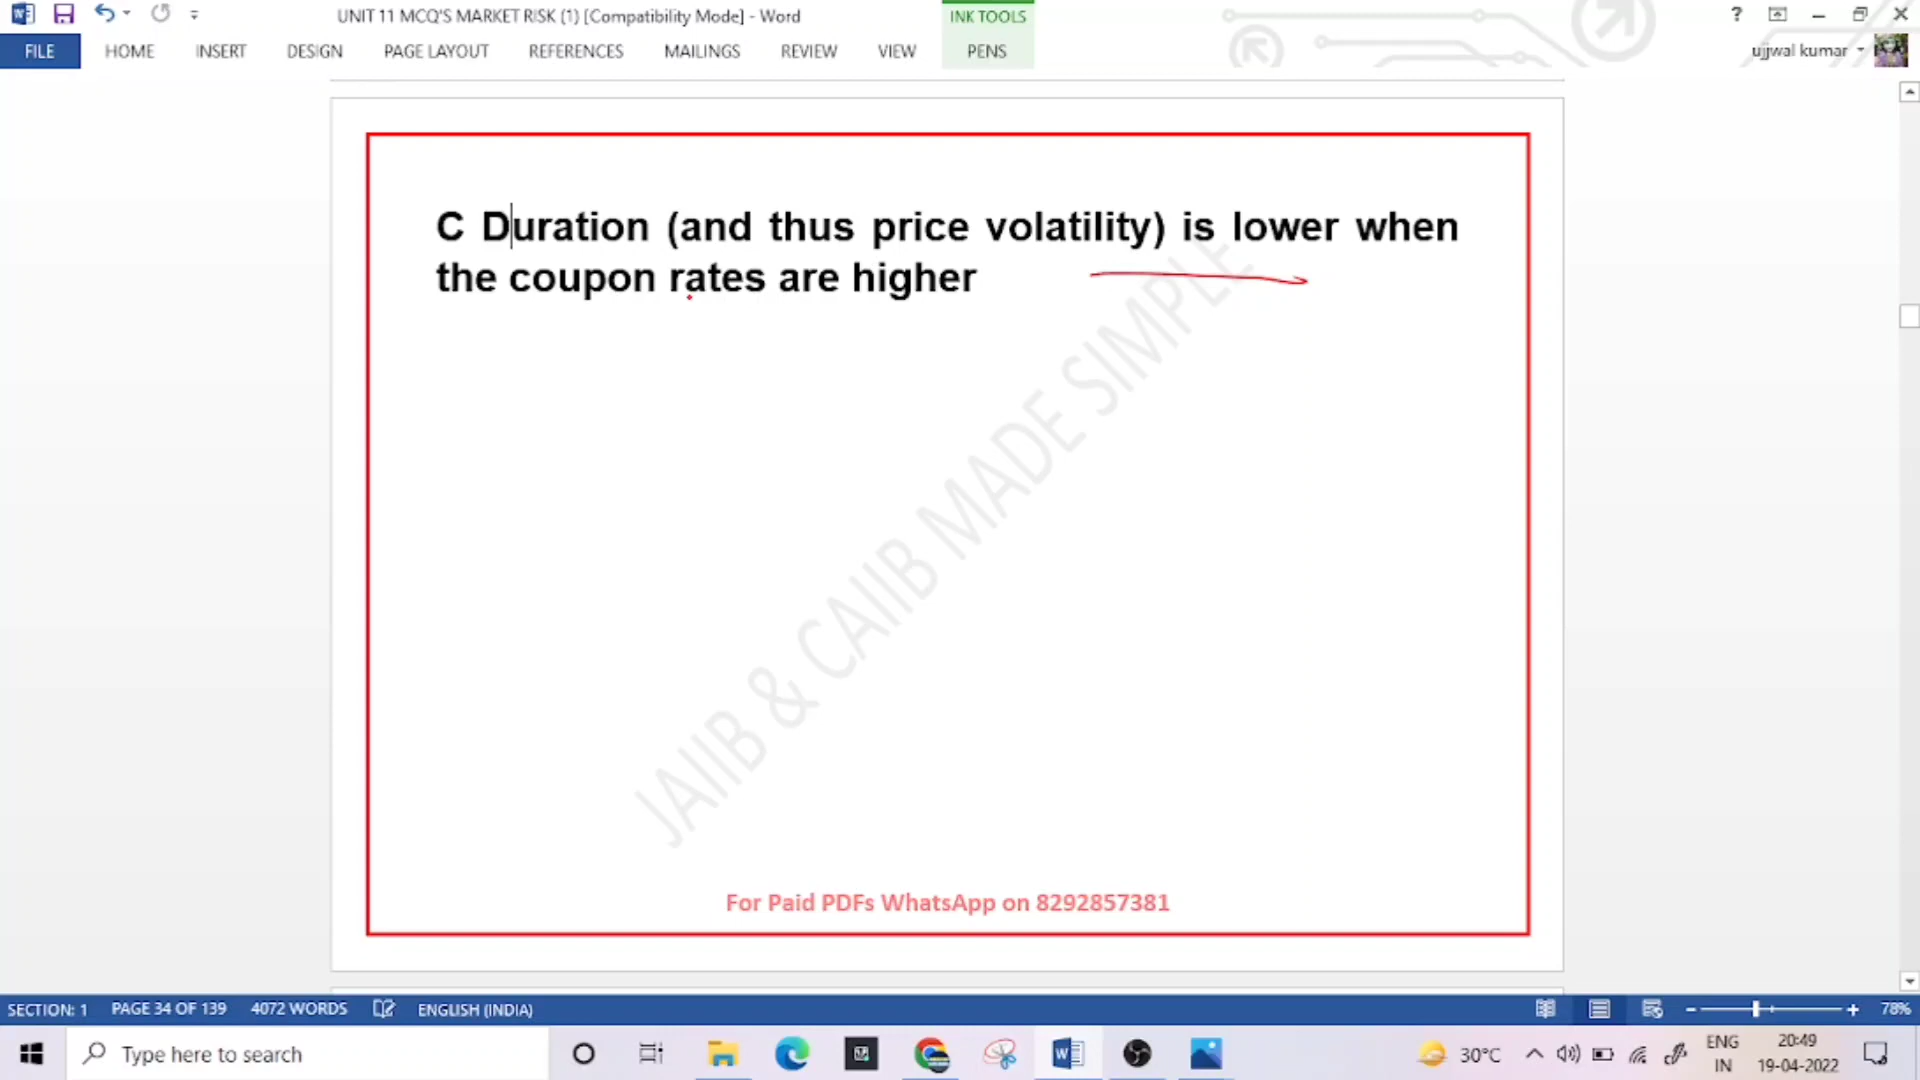 UNIT 11 MCQ'S MARKET RISK (1) [Compatibility Mode] - Word
INK TOOLS
?
FILE HOME INSERT DESIGN PAGE LAYOUT REFERENCES MAILINGS REVIEW VIEW PENS
ujjwal kumar
C Duration (and thus price volatility) is lower when
the coupon rates are higher
JAIIB & CAIIB MADE SIMPLE
For Paid PDFs WhatsApp on 8292857381
SECTION: 1 PAGE 34 OF 139 4072 WORDS ENGLISH (INDIA) 78%
Type here to search
30°C
ENG
IN
20:49
19-04-2022